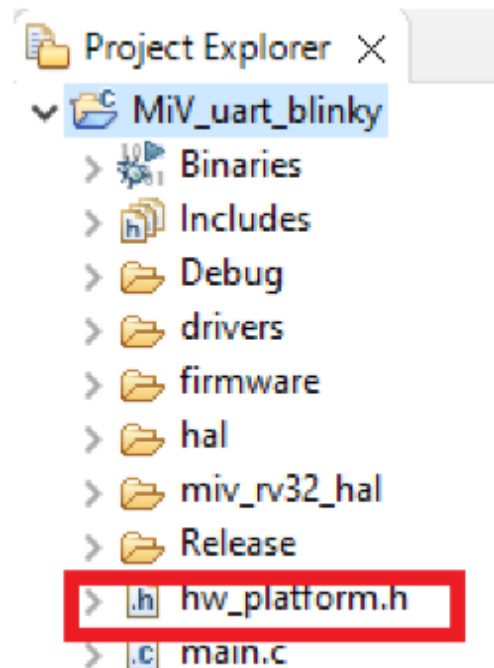 Project Explorer
MiV_uart_blinky
Binaries
Includes
Debug
drivers
firmware
hal
miv_rv32_hal
Release
.h hw_platform.h
.c main.c